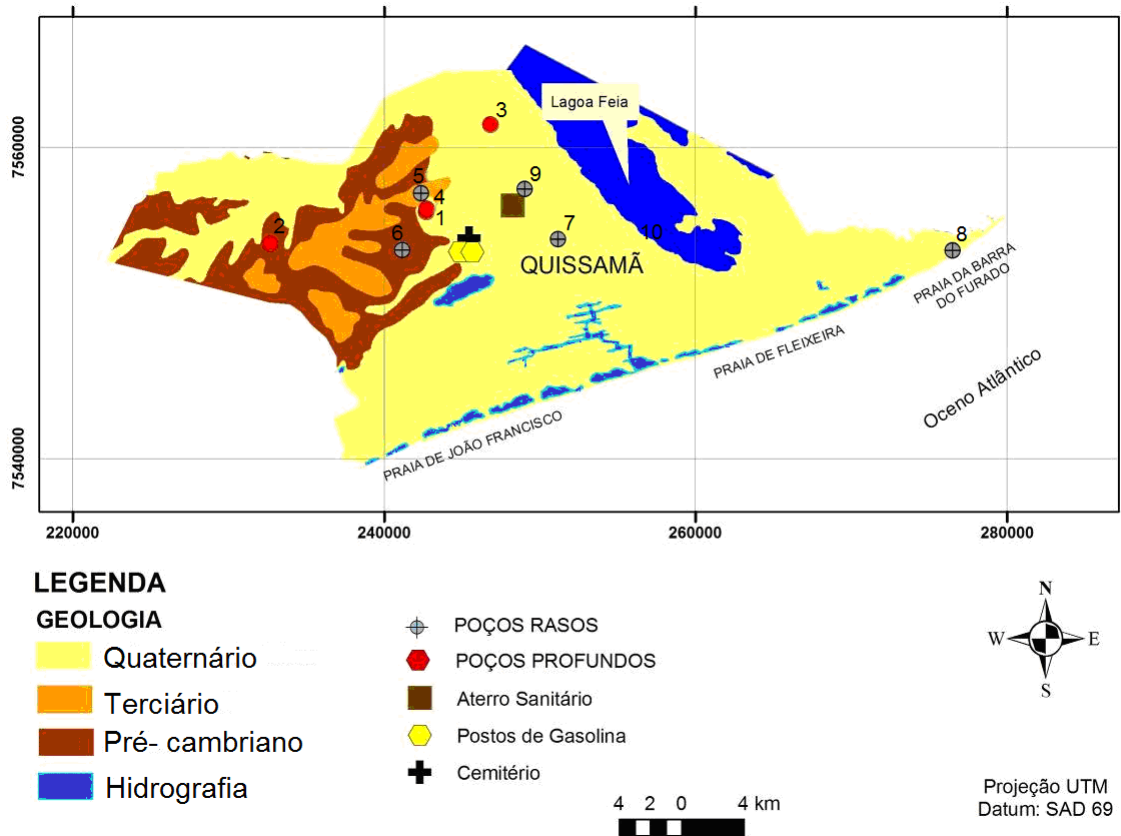 Lagoa Feia
3
7560000
9
5
4
1
2
6
7
10
8
QUISSAMÃ
PRAIA DA BARRA
DO FURADO
PRAIA DE FLEIXEIRA
Oceno Atlântico
PRAIA DE JOÃO FRANCISCO
7540000
220000 240000 260000 280000
LEGENDA
GEOLOGIA
Quaternário
Terciário
Pré- cambriano
Hidrografia
POÇOS RASOS
POÇOS PROFUNDOS
Aterro Sanitário
Postos de Gasolina
Cemitério
4 2 0 4 km
N
W E
S
Projeção UTM
Datum: SAD 69